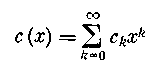 c (x) = ∑_{k=0}^{∞} c_k x^k